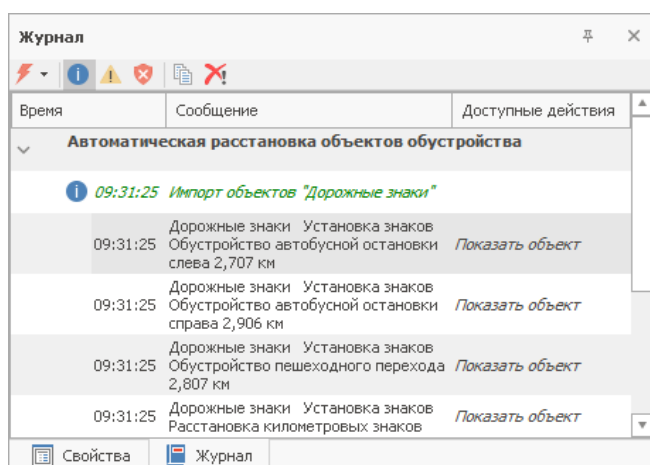 Журнал
Время Сообщение Доступные действия
Автоматическая расстановка объектов обустройства
09:31:25 Импорт объектов "Дорожные знаки"
Дорожные знаки Установка знаков
09:31:25 Обустройство автобусной остановки Показать объект
слева 2,707 км
Дорожные знаки Установка знаков
09:31:25 Обустройство автобусной остановки Показать объект
справа 2,906 км
Дорожные знаки Установка знаков
09:31:25 Обустройство пешеходного перехода Показать объект
2,807 км
09:31:25 Дорожные знаки Установка знаков Показать объект
Расстановка километровых знаков
Свойства Журнал